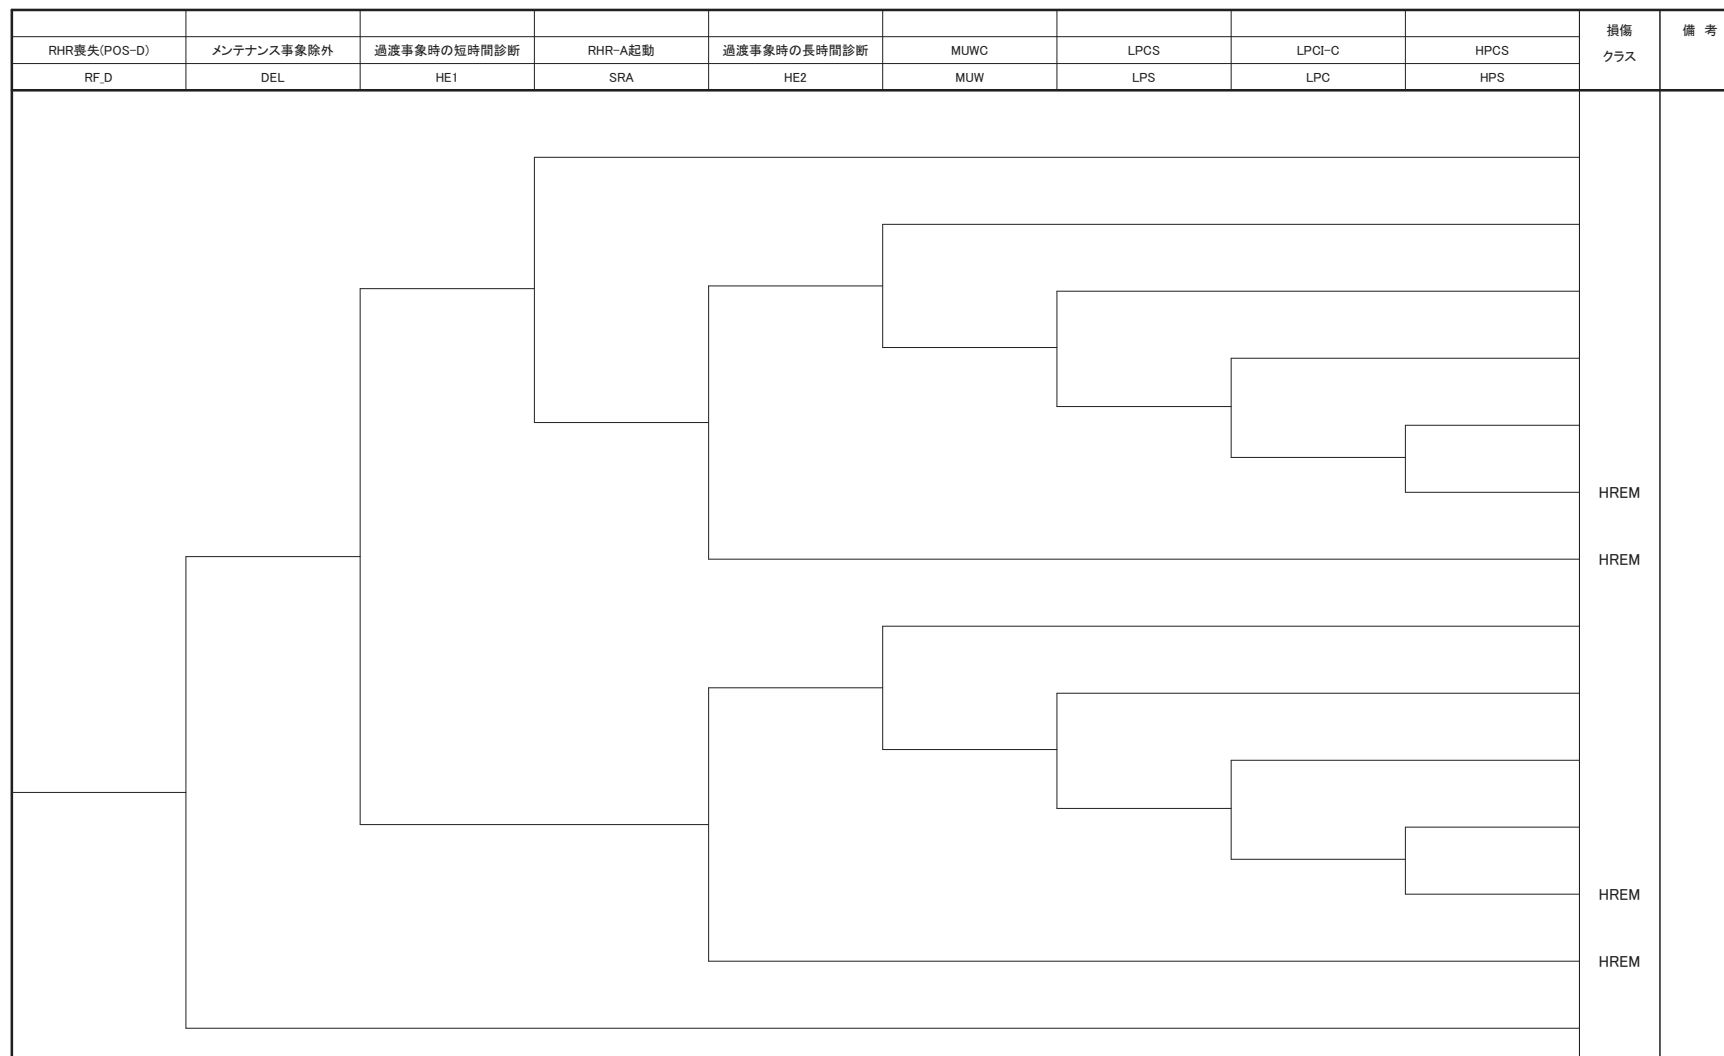 損傷 備 考
RHR喪失(POS-D) メンテナンス事象除外 過渡事象時の短時間診断 RHR-A起動 過渡事象時の長時間診断 MUWC LPCS LPCI-C HPCS
クラス
RF_D DEL HE1 SRA HE2 MUW LPS LPC HPS
HREM
HREM
HREM
HREM